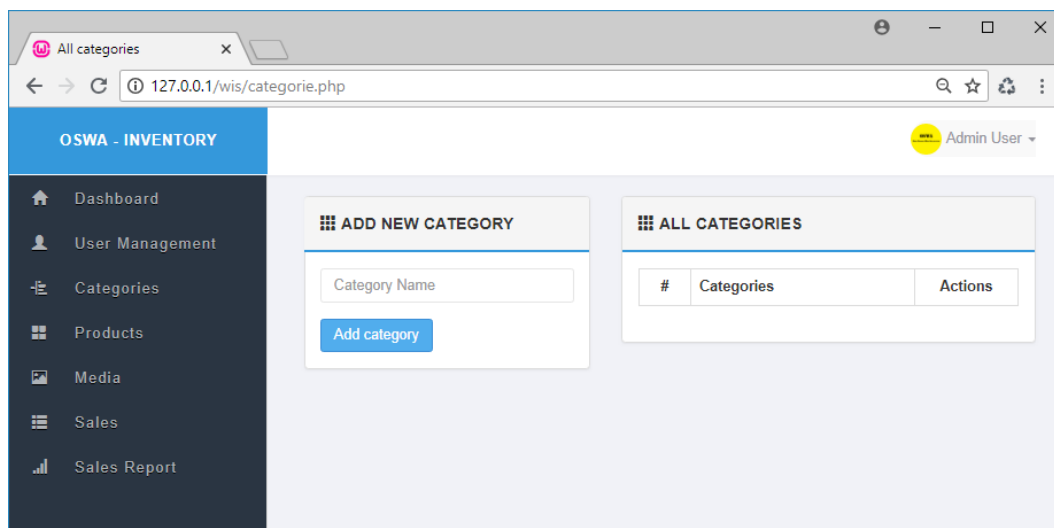 All categories
127.0.0.1/wis/categorie.php
OSWA - INVENTORY
Admin User
Dashboard
User Management
Categories
Products
Media
Sales
Sales Report
ADD NEW CATEGORY
Category Name
Add category
ALL CATEGORIES
# Categories Actions